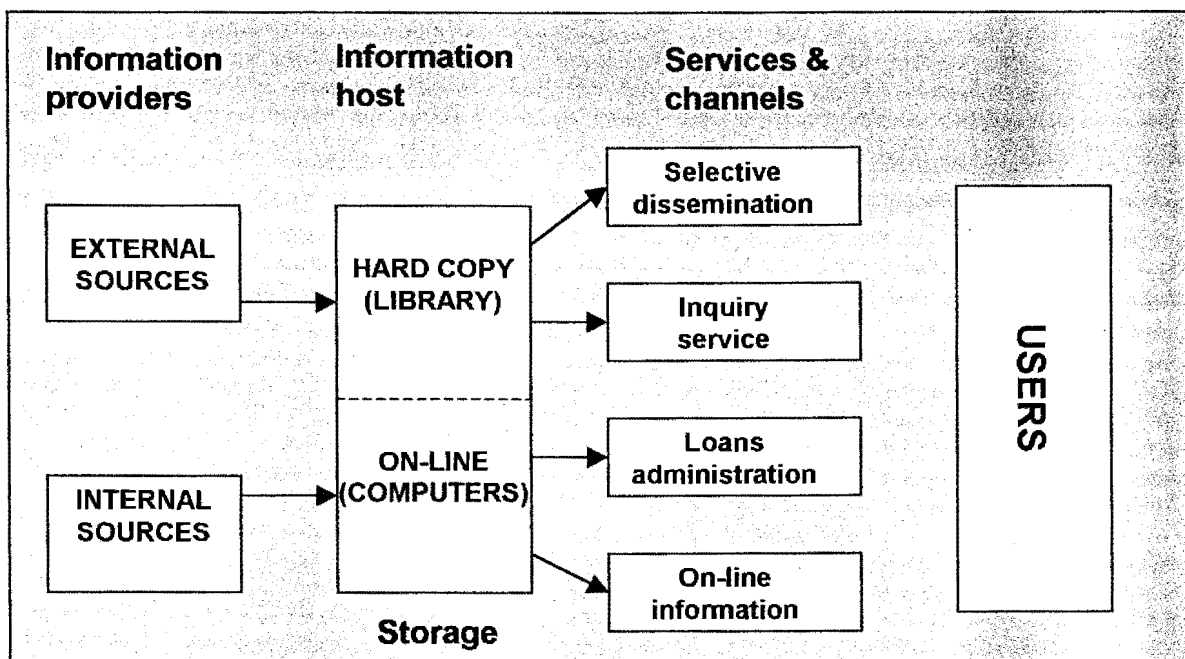 Information
providers
Information
host
Services &
channels
EXTERNAL
SOURCES
INTERNAL
SOURCES
HARD COPY
(LIBRARY)
ON-LINE
(COMPUTERS)
Storage
Selective
dissemination
Inquiry
service
Loans
administration
On-line
information
USERS